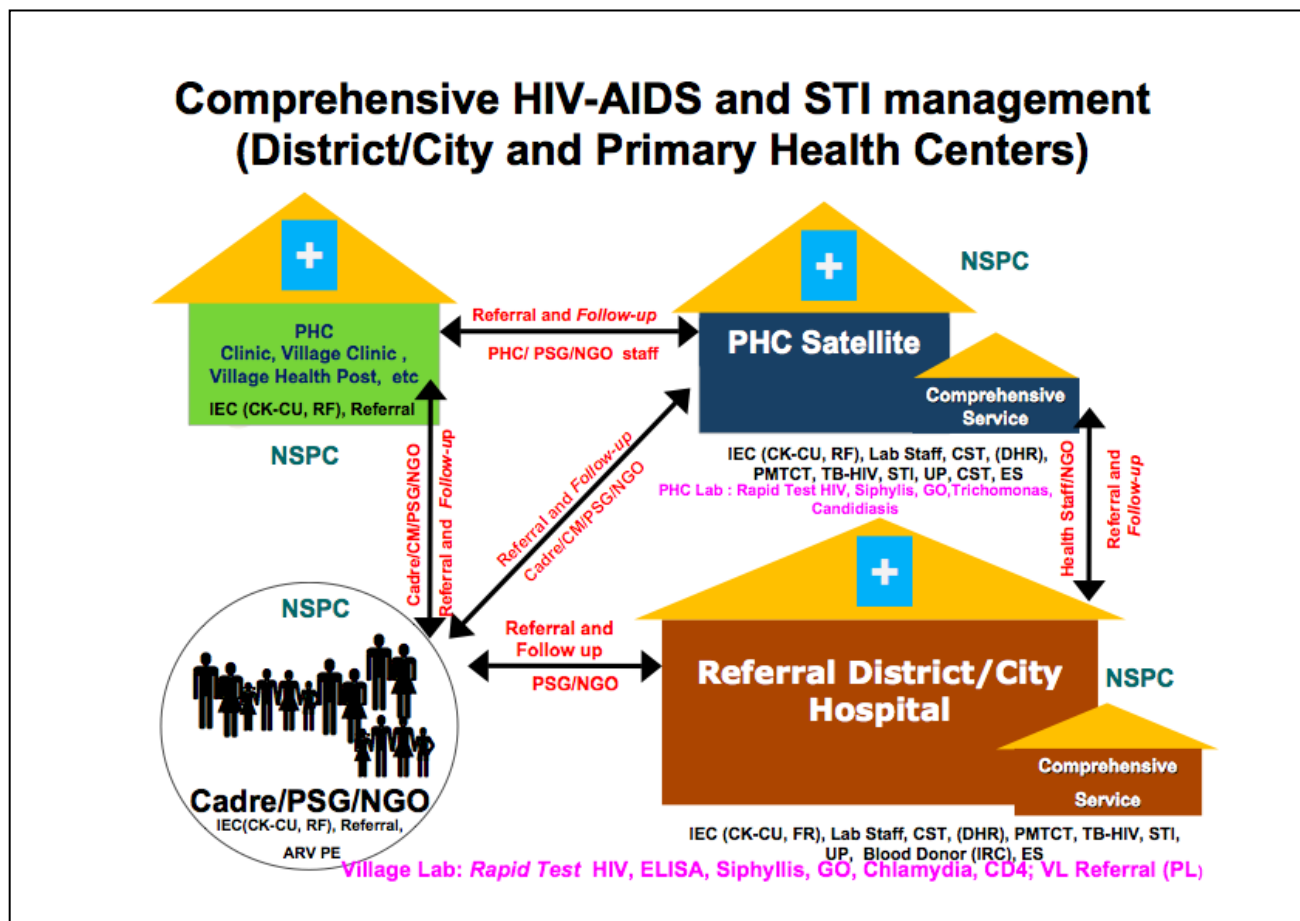 Comprehensive HIV-AIDS and STI management
(District/City and Primary Health Centers)
NSPC
PHC
Clinic, Village Clinic ,
Village Health Post, etc
IEC (CK-CU, RF), Referral
NSPC
Referral and Follow-up
PHC/ PSG/NGO staff
PHC Satellite
Comprehensive
Service
IEC (CK-CU, RF), Lab Staff, CST, (DHR),
PMTCT, TB-HIV, STI, UP, CST, ES
PHC Lab : Rapid Test HIV, Siphylis, GO,Trichomonas,
Candidiasis
Cadre/CM/PSG/NGO
Referral and Follow-up
Referral and Follow-up
Cadre/CM/PSG/NGO
Health Staff/NGO
Referral and
Follow-up
NSPC
Cadre/PSG/NGO
IEC(CK-CU, RF), Referral,
ARV PE
Referral and
Follow up
PSG/NGO
Referral District/City
Hospital
NSPC
Comprehensive
Service
IEC (CK-CU, FR), Lab Staff, CST, (DHR), PMTCT, TB-HIV, STI,
UP, Blood Donor (IRC), ES
Village Lab: Rapid Test HIV, ELISA, Siphyllis, GO, Chlamydia, CD4; VL Referral (PL)